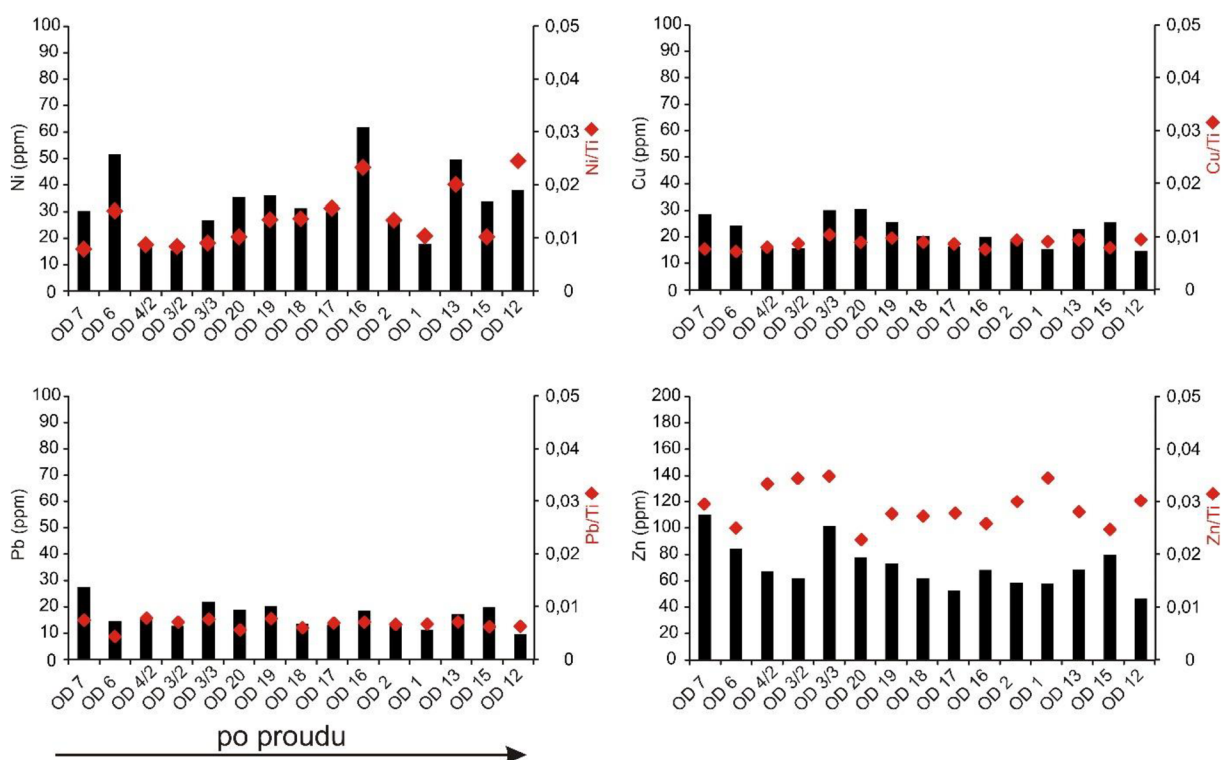 100
90
80
70
60
50
40
30
20
10
0
Ni (ppm)
0,05
0,04
0,03
0,02
0,01
0
Ni/Ti
OD 7
OD 6
OD 4/2
OD 3/2
OD 3/3
OD 20
OD 19
OD 18
OD 17
OD 16
OD 2
OD 1
OD 13
OD 15
OD 12
100
90
80
70
60
50
40
30
20
10
0
Cu (ppm)
0,05
0,04
0,03
0,02
0,01
0
Cu/Ti
OD 7
OD 6
OD 4/2
OD 3/2
OD 3/3
OD 20
OD 19
OD 18
OD 17
OD 16
OD 2
OD 1
OD 13
OD 15
OD 12
100
90
80
70
60
50
40
30
20
10
0
Pb (ppm)
0,05
0,04
0,03
0,02
0,01
0
Pb/Ti
OD 7
OD 6
OD 4/2
OD 3/2
OD 3/3
OD 20
OD 19
OD 18
OD 17
OD 16
OD 2
OD 1
OD 13
OD 15
OD 12
200
180
160
140
120
100
80
60
40
20
0
Zn (ppm)
0,05
0,04
0,03
0,02
0,01
0
Zn/Ti
OD 7
OD 6
OD 4/2
OD 3/2
OD 3/3
OD 20
OD 19
OD 18
OD 17
OD 16
OD 2
OD 1
OD 13
OD 15
OD 12
po proudu